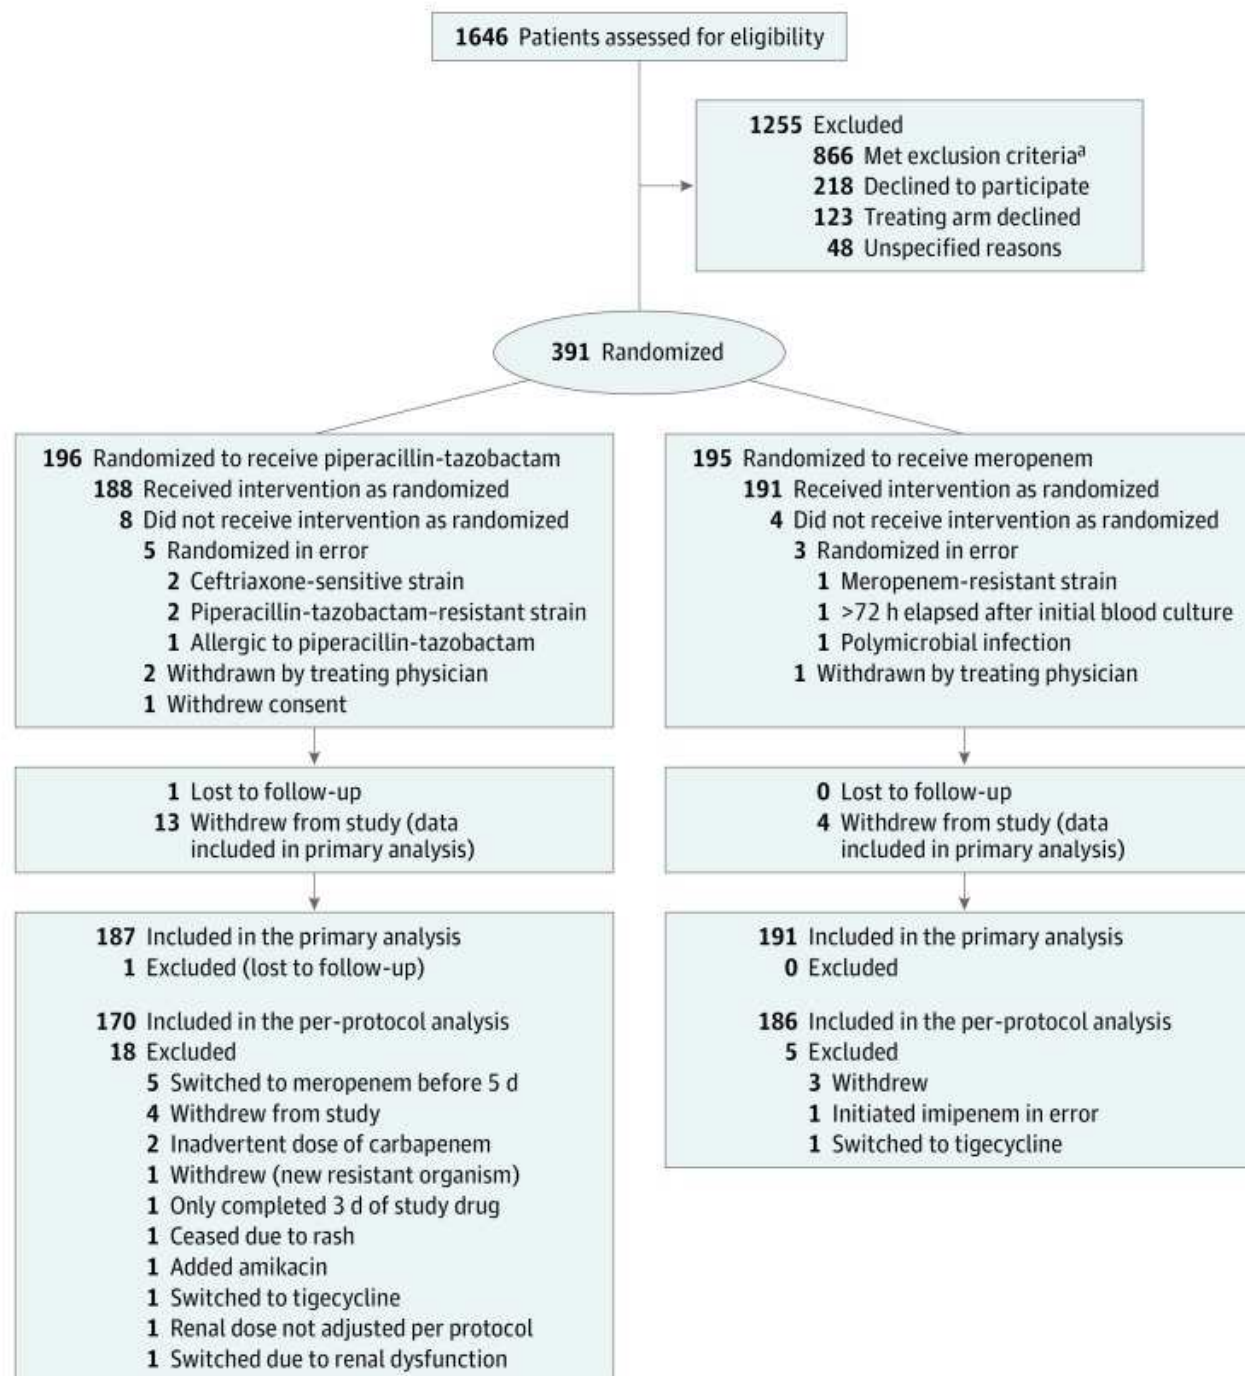 1646 Patients assessed for eligibility
1255 Excluded
866 Met exclusion criteriaª
218 Declined to participate
123 Treating arm declined
48 Unspecified reasons
391 Randomized
196 Randomized to receive piperacillin-tazobactam
188 Received intervention as randomized
8 Did not receive intervention as randomized
5 Randomized in error
2 Ceftriaxone-sensitive strain
2 Piperacillin-tazobactam-resistant strain
1 Allergic to piperacillin-tazobactam
2 Withdrawn by treating physician
1 Withdrew consent
195 Randomized to receive meropenem
191 Received intervention as randomized
4 Did not receive intervention as randomized
3 Randomized in error
1 Meropenem-resistant strain
1 >72 h elapsed after initial blood culture
1 Polymicrobial infection
1 Withdrawn by treating physician
1 Lost to follow-up
13 Withdrew from study (data
included in primary analysis)
0 Lost to follow-up
4 Withdrew from study (data
included in primary analysis)
187 Included in the primary analysis
1 Excluded (lost to follow-up)
170 Included in the per-protocol analysis
18 Excluded
5 Switched to meropenem before 5 d
4 Withdrew from study
2 Inadvertent dose of carbapenem
1 Withdrew (new resistant organism)
1 Only completed 3 d of study drug
1 Ceased due to rash
1 Added amikacin
1 Switched to tigecycline
1 Renal dose not adjusted per protocol
1 Switched due to renal dysfunction
191 Included in the primary analysis
0 Excluded
186 Included in the per-protocol analysis
5 Excluded
3 Withdrew
1 Initiated imipenem in error
1 Switched to tigecycline